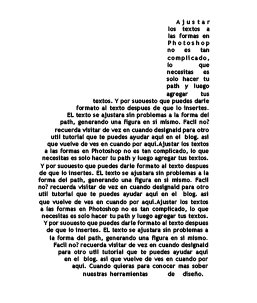 Ajustar
los textos a
las formas en
Photoshop
no es tan
complicado,
lo que
necesitas es
solo hacer tu
path y luego
agregar tus
textos. Y por suouesto que puedes darle
formato al texto despues de que lo insertes.
EL texto se ajustara sin problemas a la forma del
path, generando una figura en si mismo. Facil no?
recuerda visitar de vez en cuando designaid para otro
util tutorial que te puedes ayudar aqui en el blog. asi
que vuelve de ves en cuando por aqui.Ajustar los textos
a las formas en Photoshop no es tan complicado, lo que
necesitas es solo hacer tu path y luego agregar tus textos.
Y por suouesto que puedes darle formato al texto despues
de que lo insertes. EL texto se ajustara sin problemas a la
forma del path, generando una figura en si mismo. Facil
no? recuerda visitar de vez en cuando designaid para otro
util tutorial que te puedes ayudar aqui en el blog. asi
que vuelve de ves en cuando por aqui.Ajustar los textos
a las formas en Photoshop no es tan complicado, lo que
necesitas es solo hacer tu path y luego agregar tus textos.
Y por suouesto que puedes darle formato al texto despues
de que lo insertes. EL texto se ajustara sin problemas a
la forma del path, generando una figura en si mismo.
Facil no? recuerda visitar de vez en cuando designaid
para otro util tutorial que te puedes ayudar aqui
en el blog. asi que vuelve de ves en cuando por
aqui. Cuando quieras para conocer mas sober
nuestras herramientas de diseño.